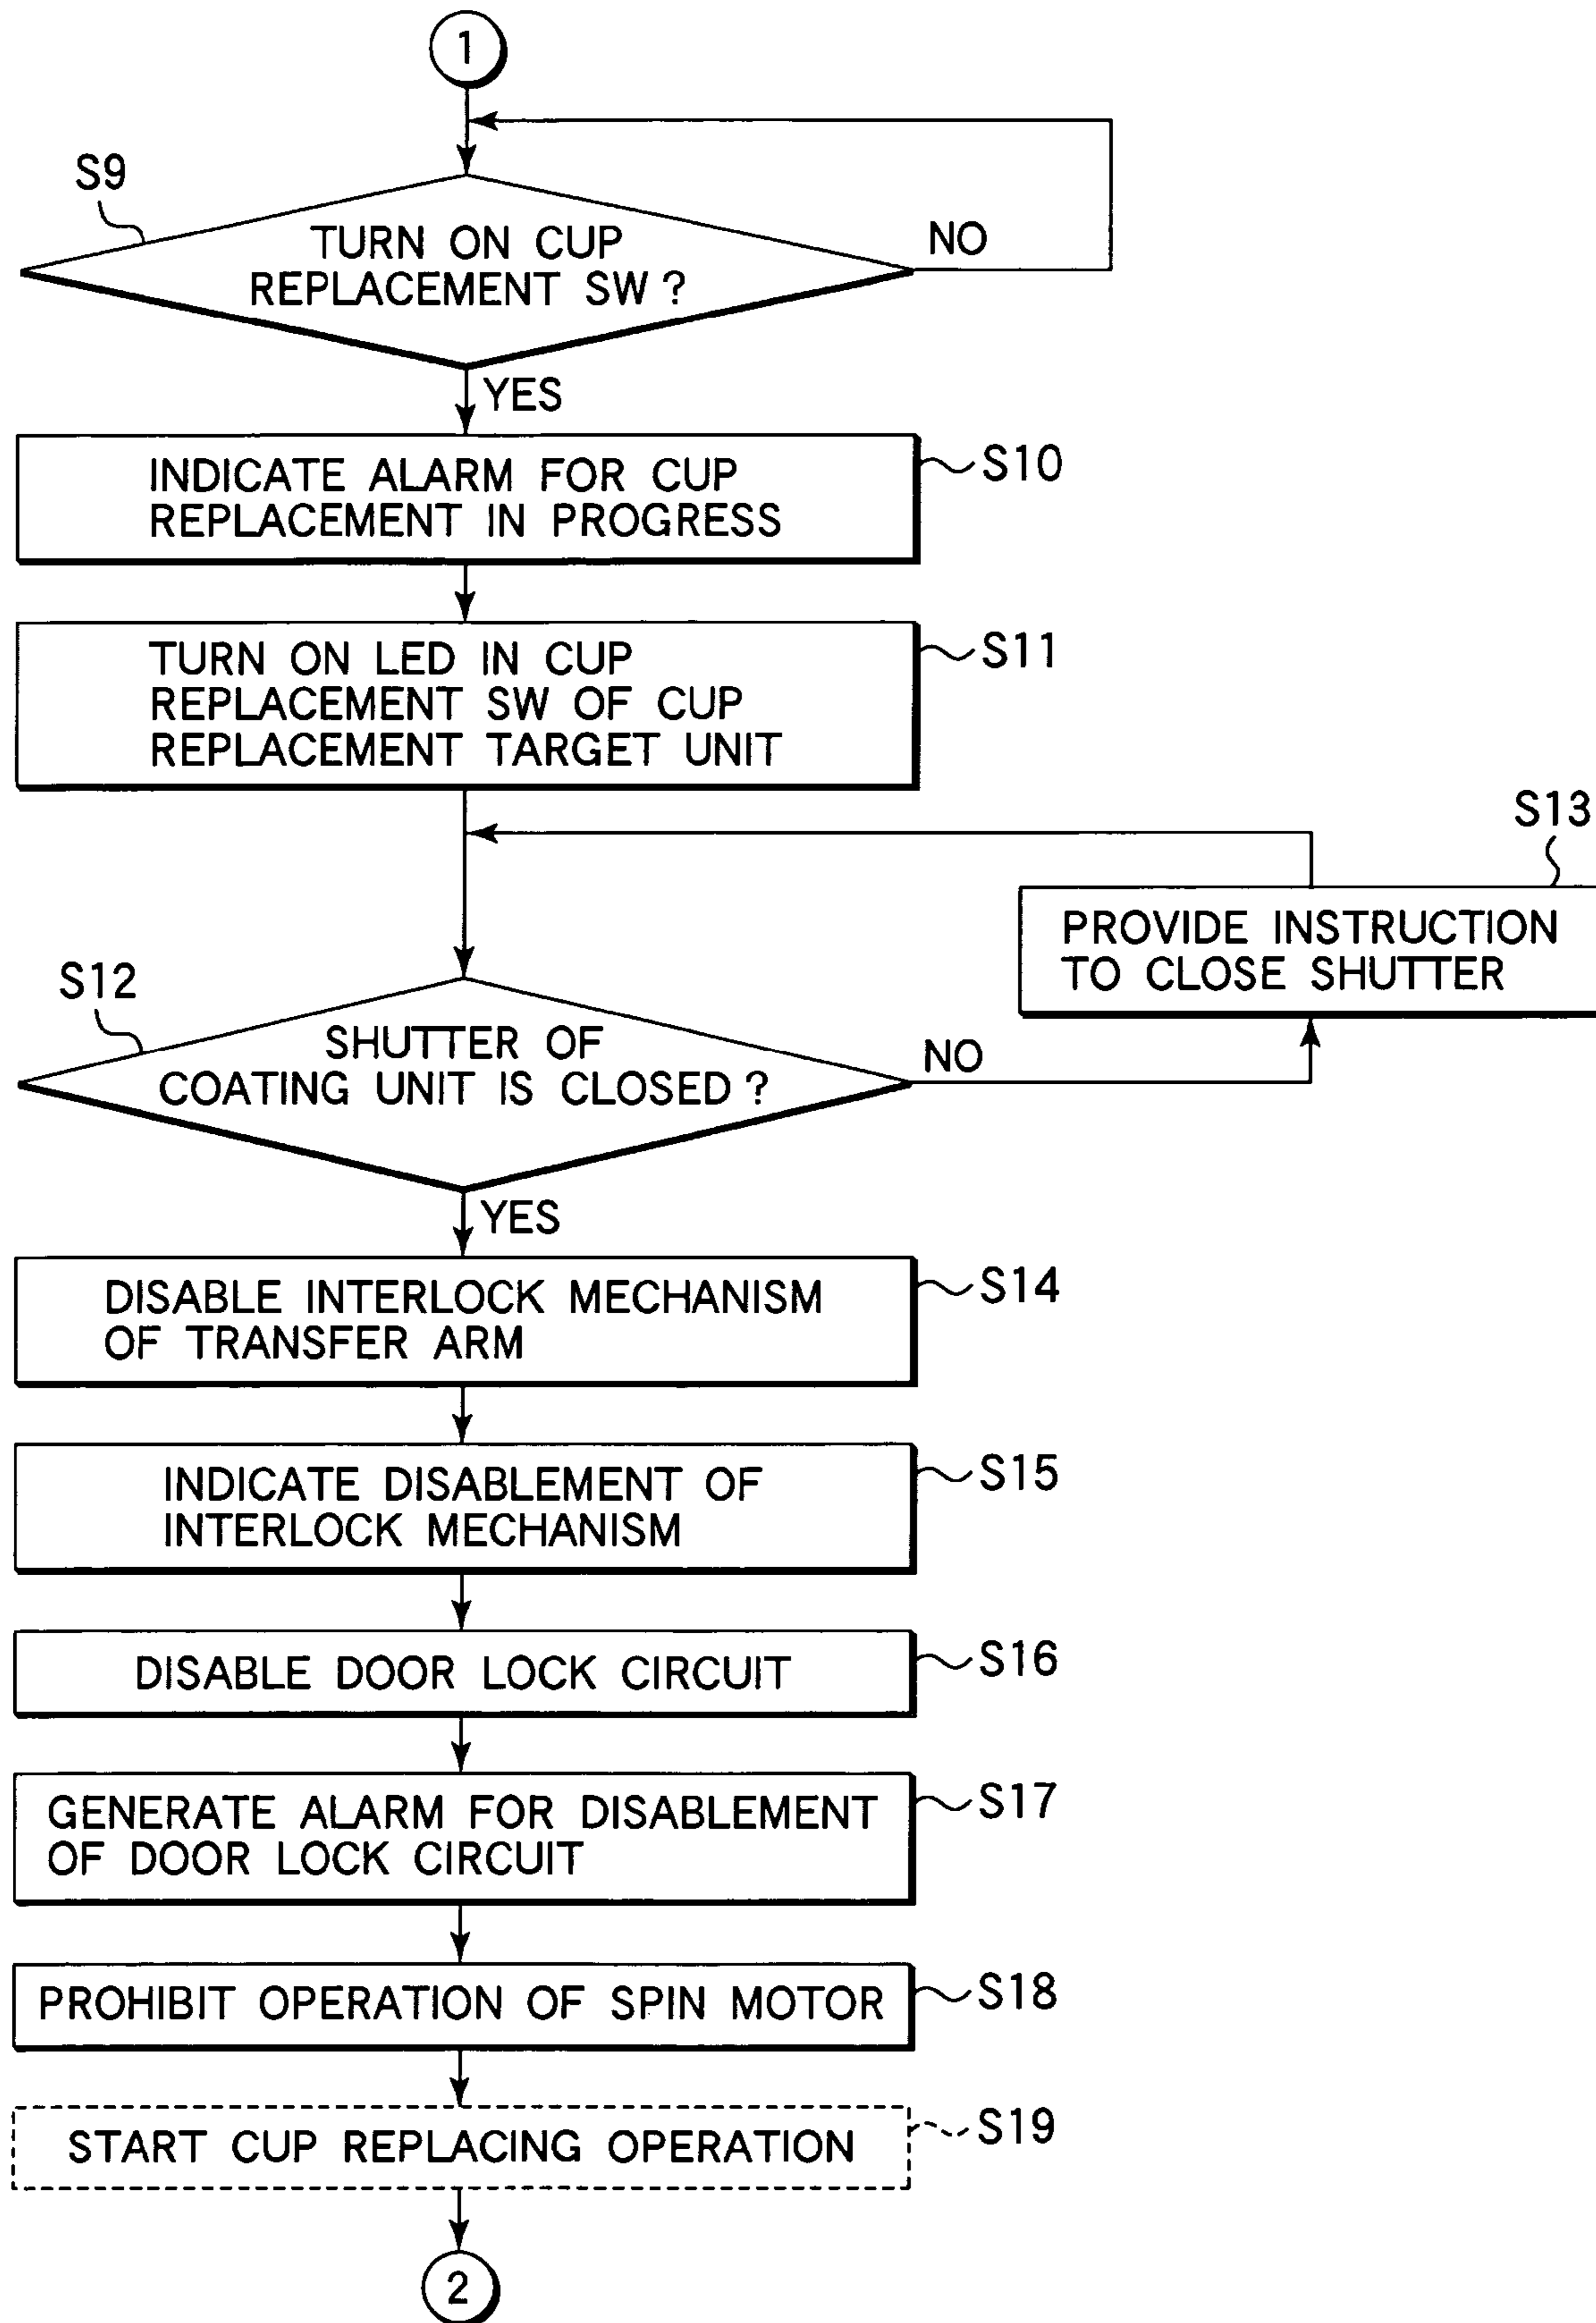 1
S9
TURN ON CUP
REPLACEMENT SW?
NO
YES
INDICATE ALARM FOR CUP
REPLACEMENT IN PROGRESS
S10
TURN ON LED IN CUP
REPLACEMENT SW OF CUP
REPLACEMENT TARGET UNIT
S11
S13
PROVIDE INSTRUCTION
TO CLOSE SHUTTER
S12
SHUTTER OF
COATING UNIT IS CLOSED?
NO
YES
DISABLE INTERLOCK MECHANISM
OF TRANSFER ARM
S14
INDICATE DISABLEMENT OF
INTERLOCK MECHANISM
S15
DISABLE DOOR LOCK CIRCUIT
S16
GENERATE ALARM FOR DISABLEMENT
OF DOOR LOCK CIRCUIT
S17
PROHIBIT OPERATION OF SPIN MOTOR
S18
START CUP REPLACING OPERATION
S19
2